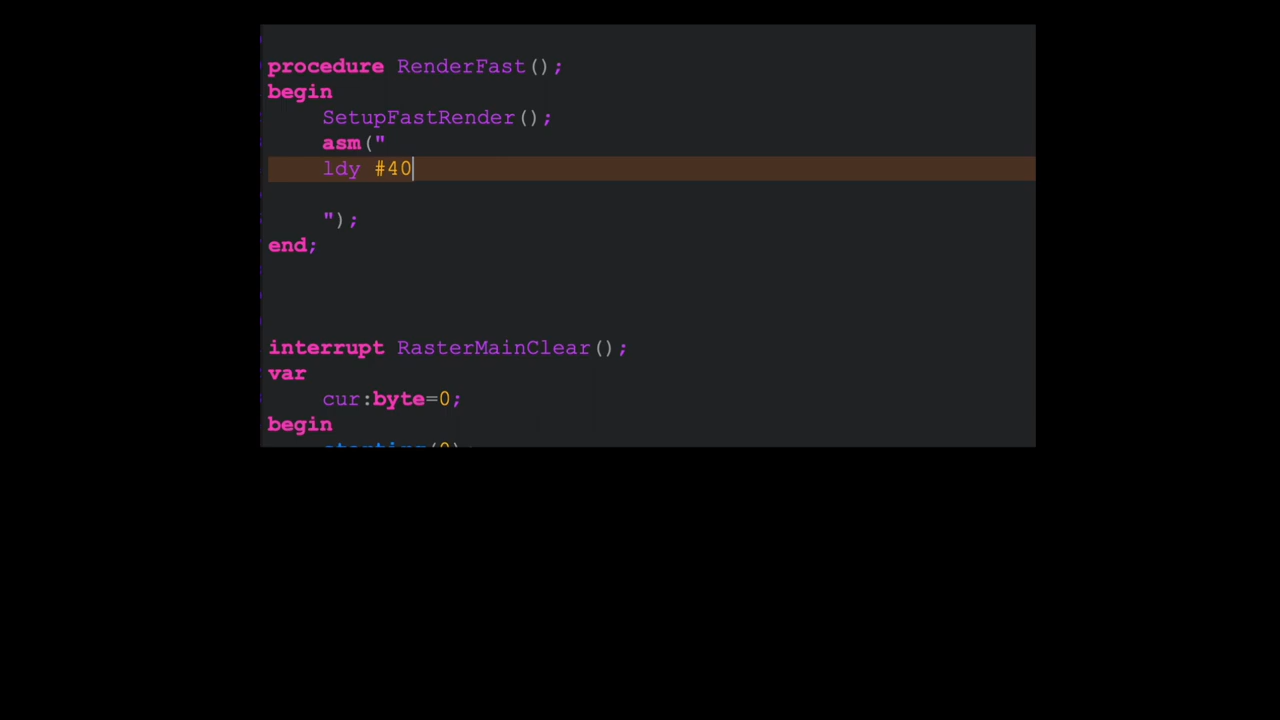 procedure RenderFast();
begin
SetupFastRender();
asm("
ldy #40
");
end;
interrupt RasterMainClear();
var
cur:byte=0;
begin